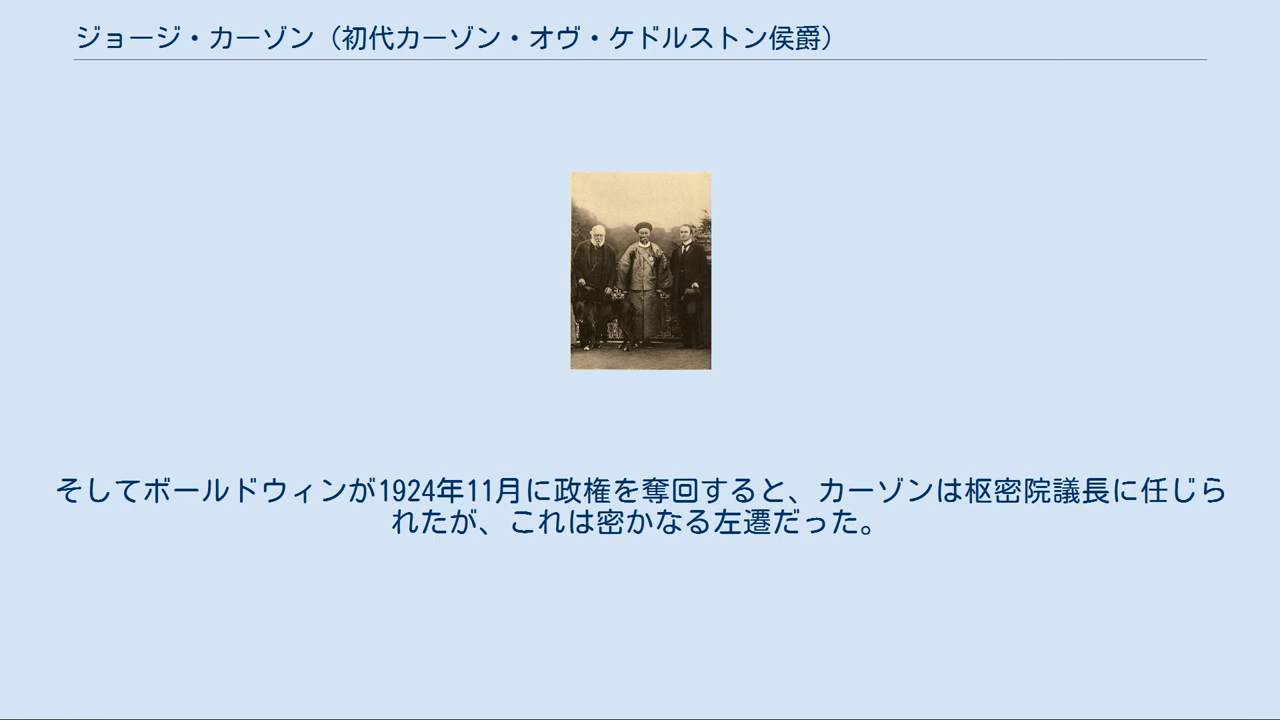 ジョージ・カーゾン（初代カーゾン・オヴ・ケドルストン侯爵）
そしてボールドウィンが1924年11月に政権を奪回すると、カーゾンは枢密院議長に任じら
れたが、これは密かなる左遷だった。